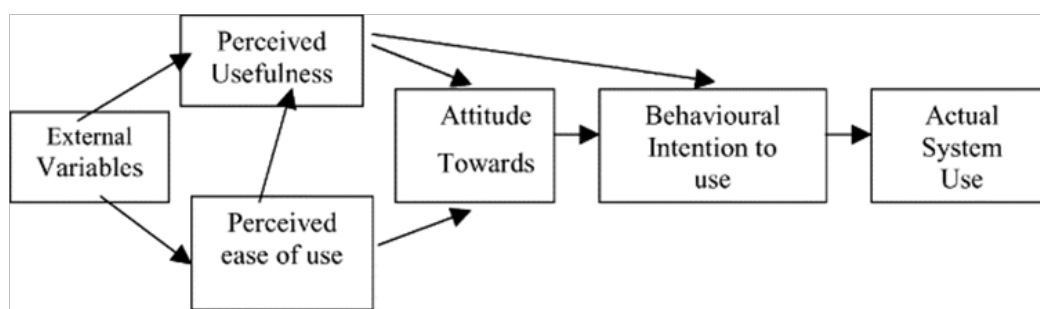 Perceived
Usefulness
External
Variables
Perceived
ease of use
Attitude
Towards
Behavioural
Intention to
use
Actual
System
Use